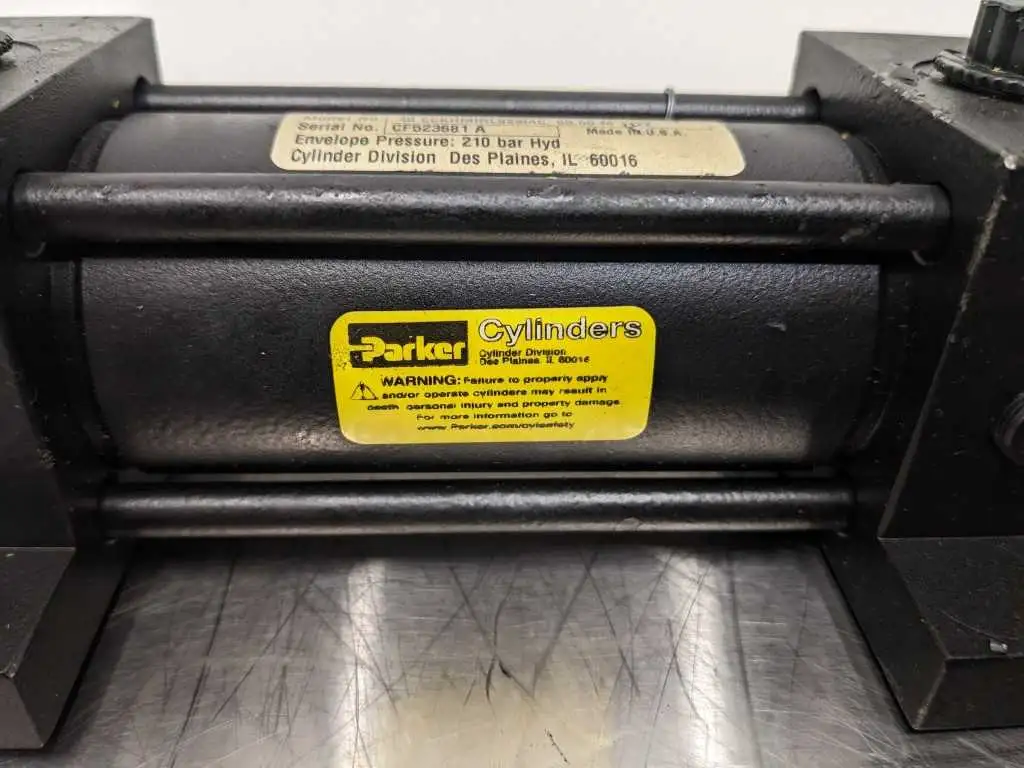 Serial No. CF523681 A Made in U.S.A.
Envelope Pressure: 210 bar Hyd
Cylinder Division Des Plaines, IL 60016
Parker Cylinders
Cylinder Division
Des Plaines, IL 60016
WARNING: Failure to properly apply
and/or operate cylinders may result in
death, personal injury and property damage.
For more information go to
www.Parker.com/cylsafety